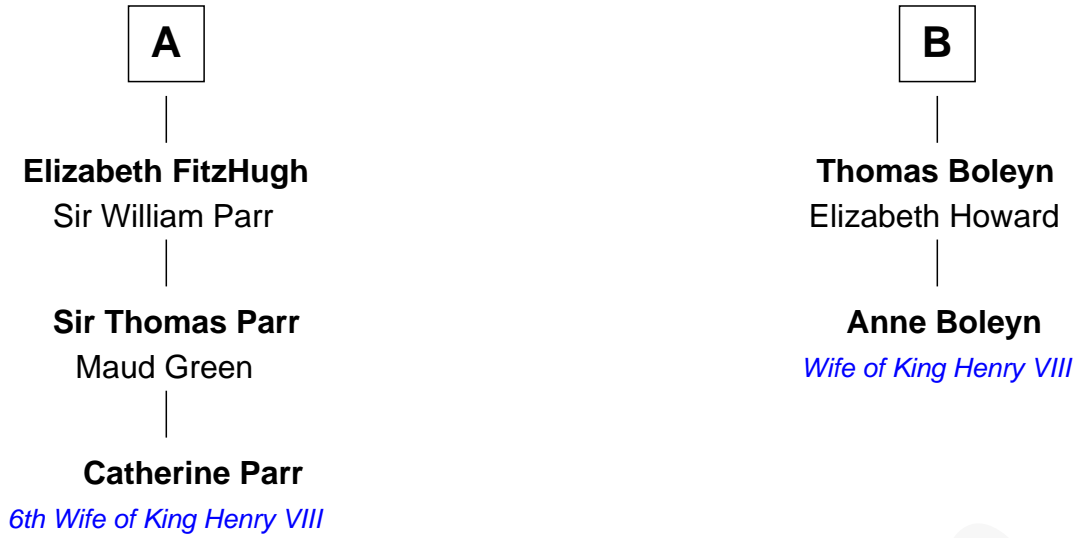 A
Elizabeth FitzHugh
Sir William Parr
Sir Thomas Parr
Maud Green
Catherine Parr
6th Wife of King Henry VIII
B
Thomas Boleyn
Elizabeth Howard
Anne Boleyn
Wife of King Henry VIII